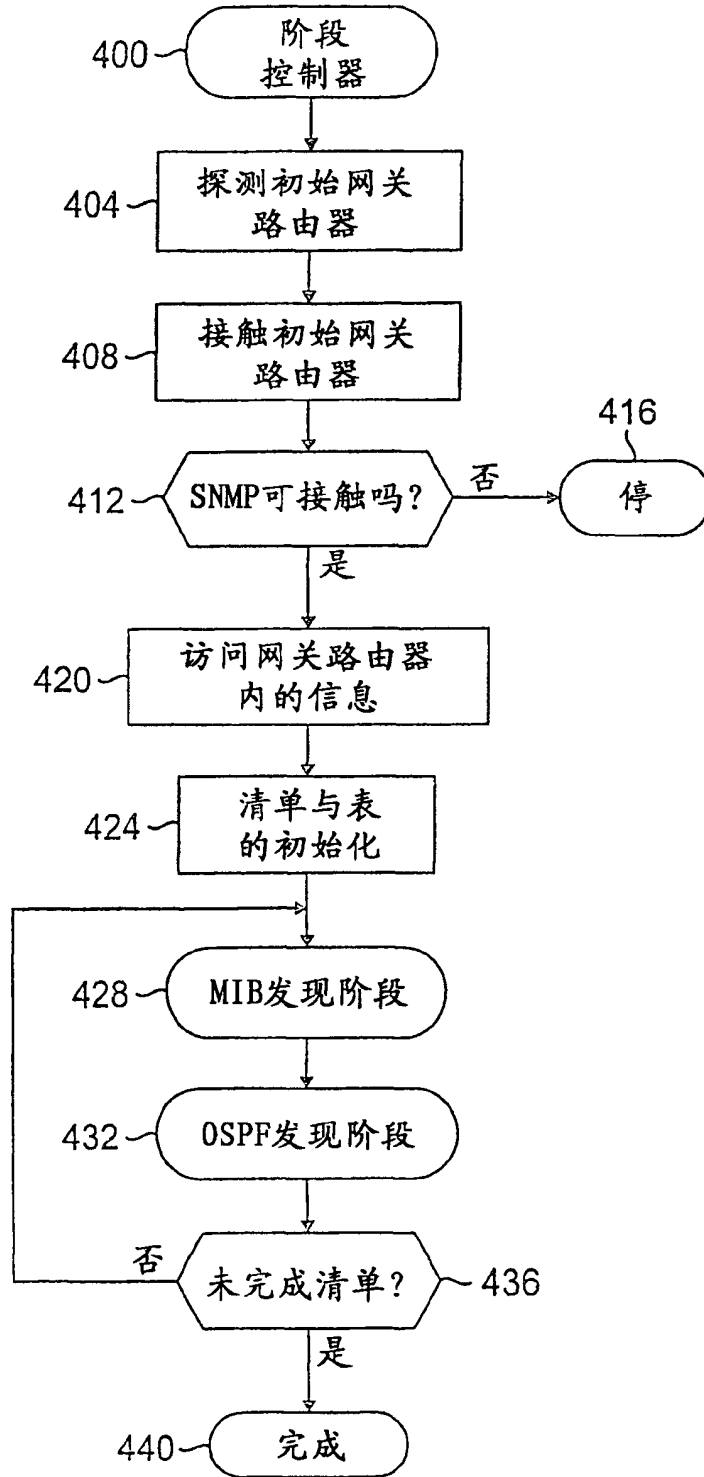 400
阶段
控制器
404
探测初始网关
路由器
408
接触初始网关
路由器
412
SNMP可接触吗?
否
416
停
是
420
访问网关路由器
内的信息
424
清单与表
的初始化
428
MIB发现阶段
432
OSPF发现阶段
否
未完成清单?
436
是
440
完成